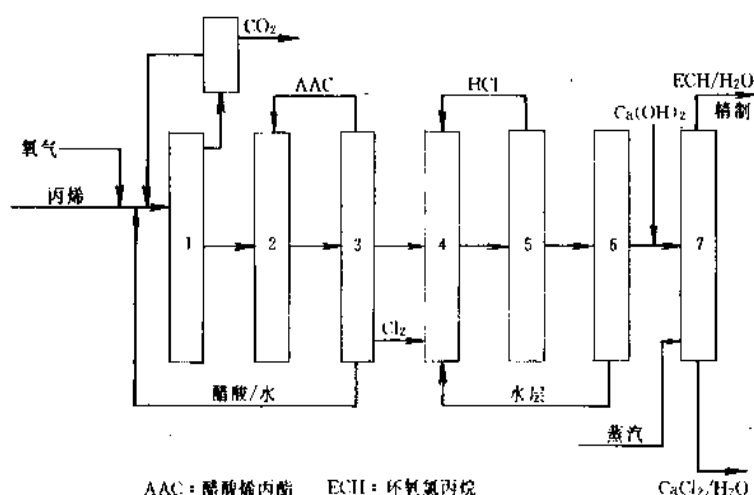 CO₂
AAC
HCl
ECH/H₂O
精制
Ca(OH)₂
氧气
丙烯
1
2
3
4
5
6
7
Cl₂
醋酸/水
水层
蒸汽
CaCl₂/H₂O
AAC：醋酸烯丙酯 ECH：环氧氯丙烷